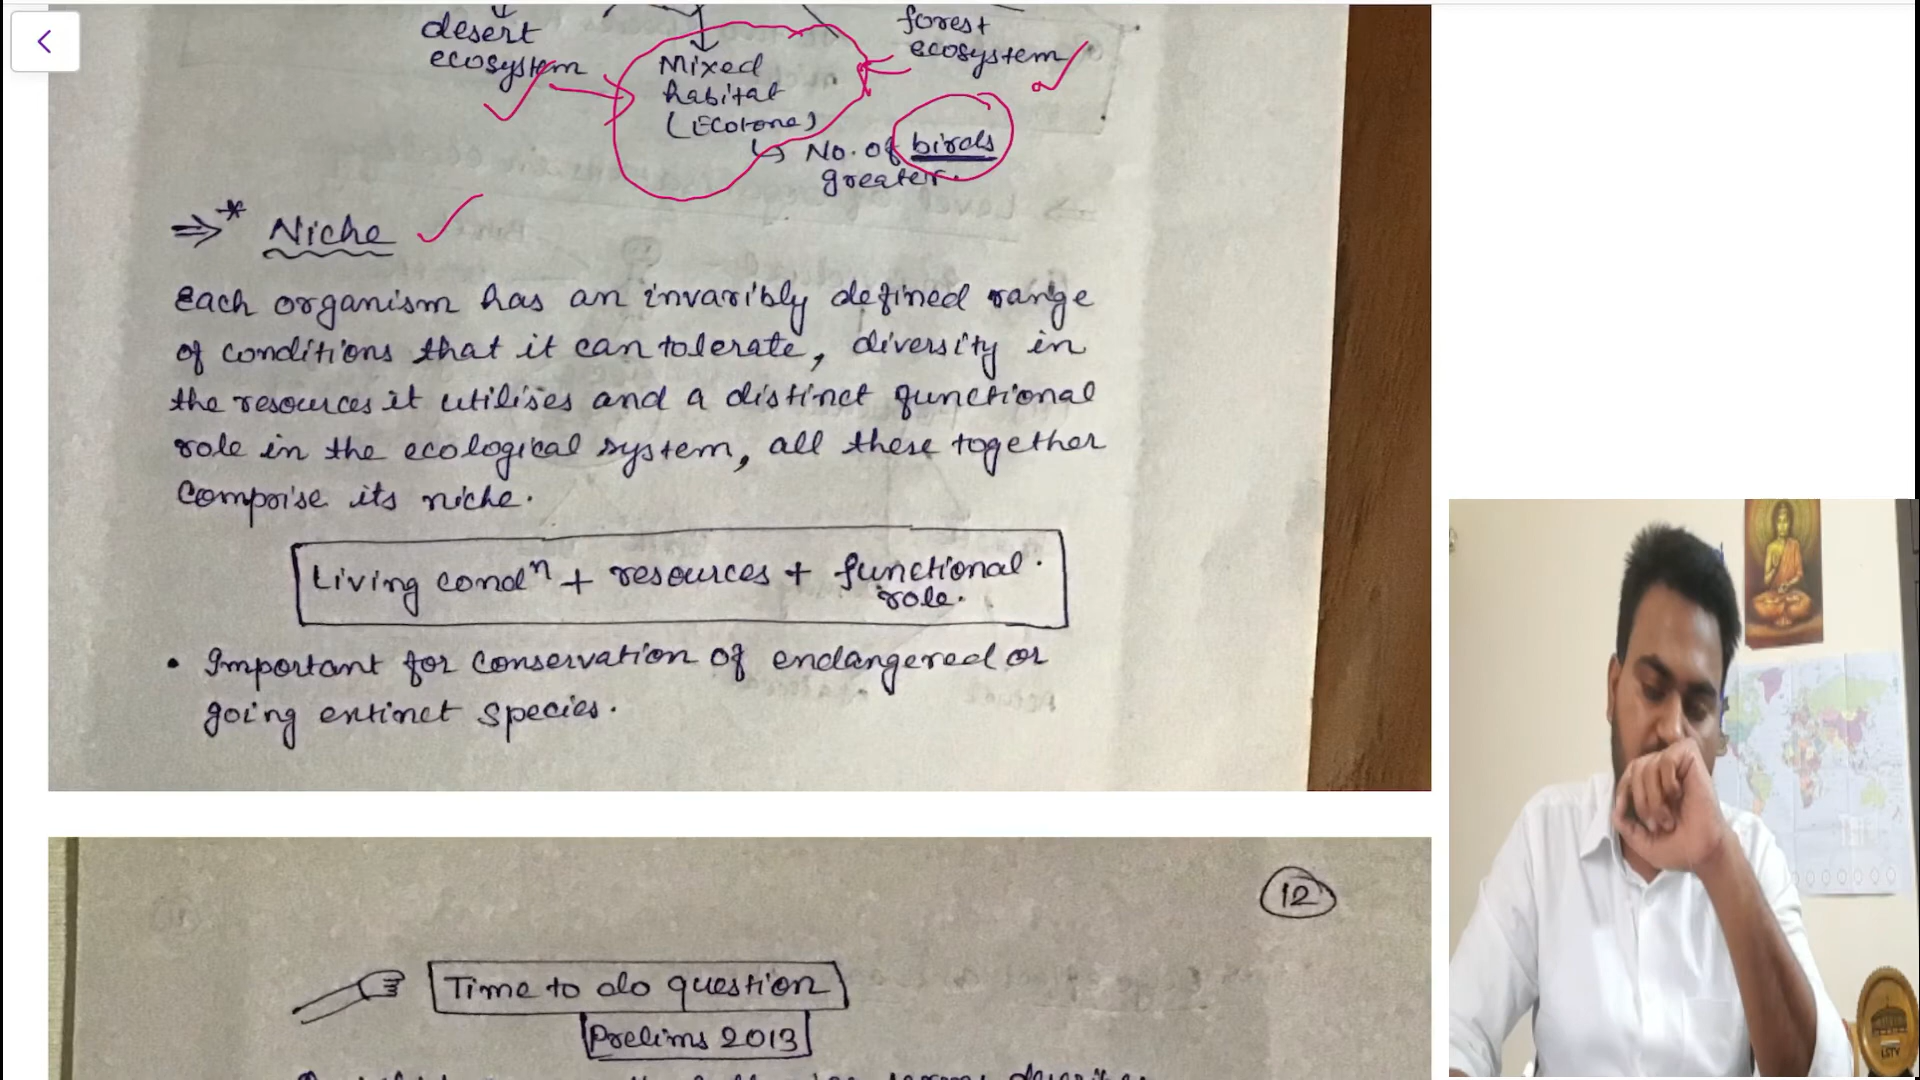 desert
ecosystem
Mixed
habitat
(Ecotone)
forest
ecosystem
No. of birds
greater.
⇒* Niche
Each organism has an invaribly defined range
of conditions that it can tolerate, diversity in
the resources it utilises and a distinct functional
role in the ecological system, all these together
comprise its niche.
Living condⁿ + resources + functional.
role.
• Important for conservation of endangered or
going extinct species.
12
Time to do question
Prelims 2013
LSTV